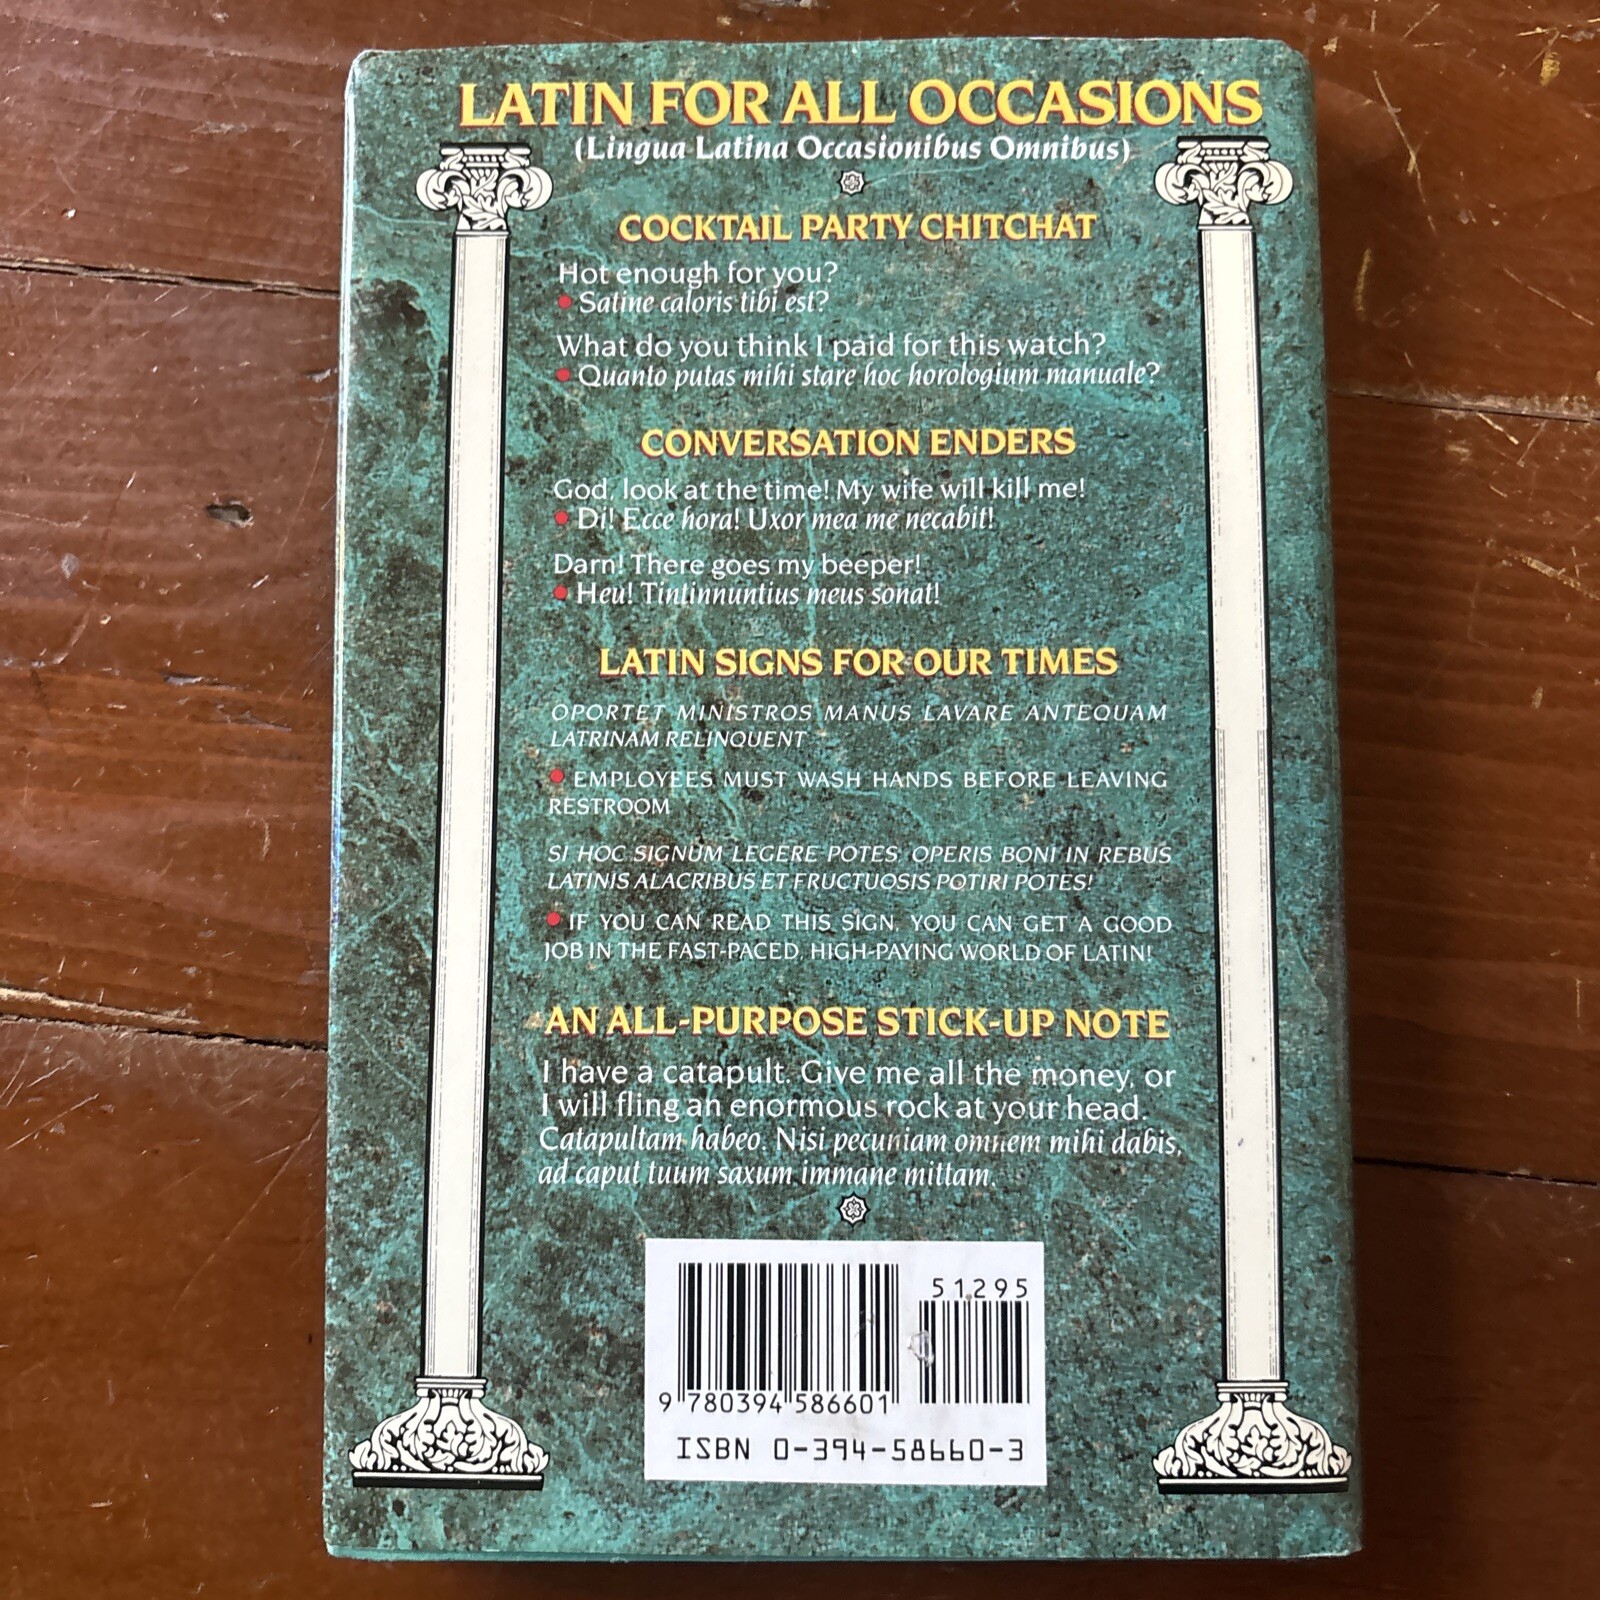 LATIN FOR ALL OCCASIONS
(Lingua Latina Occasionibus Omnibus)
COCKTAIL PARTY CHITCHAT
Hot enough for you?
• Satine caloris tibi est?
What do you think I paid for this watch?
• Quanto putas mihi stare hoc horologium manuale?
CONVERSATION ENDERS
God, look at the time! My wife will kill me!
• Di! Ecce hora! Uxor mea me necabit!
Darn! There goes my beeper!
• Heu! Tintinnuntius meus sonat!
LATIN SIGNS FOR OUR TIMES
OPORTET MINISTROS MANUS LAVARE ANTEQUAM
LATRINAM RELINQUENT
• EMPLOYEES MUST WASH HANDS BEFORE LEAVING
RESTROOM
SI HOC SIGNUM LEGERE POTES, OPERIS BONI IN REBUS
LATINIS ALACRIBUS ET FRUCTUOSIS POTIRI POTES!
• IF YOU CAN READ THIS SIGN, YOU CAN GET A GOOD
JOB IN THE FAST-PACED, HIGH-PAYING WORLD OF LATIN!
AN ALL-PURPOSE STICK-UP NOTE
I have a catapult. Give me all the money, or
I will fling an enormous rock at your head.
Catapultam habeo. Nisi pecuniam omnem mihi dabis,
ad caput tuum saxum immane mittam.
51295
9 780394 586601
ISBN 0-394-58660-3